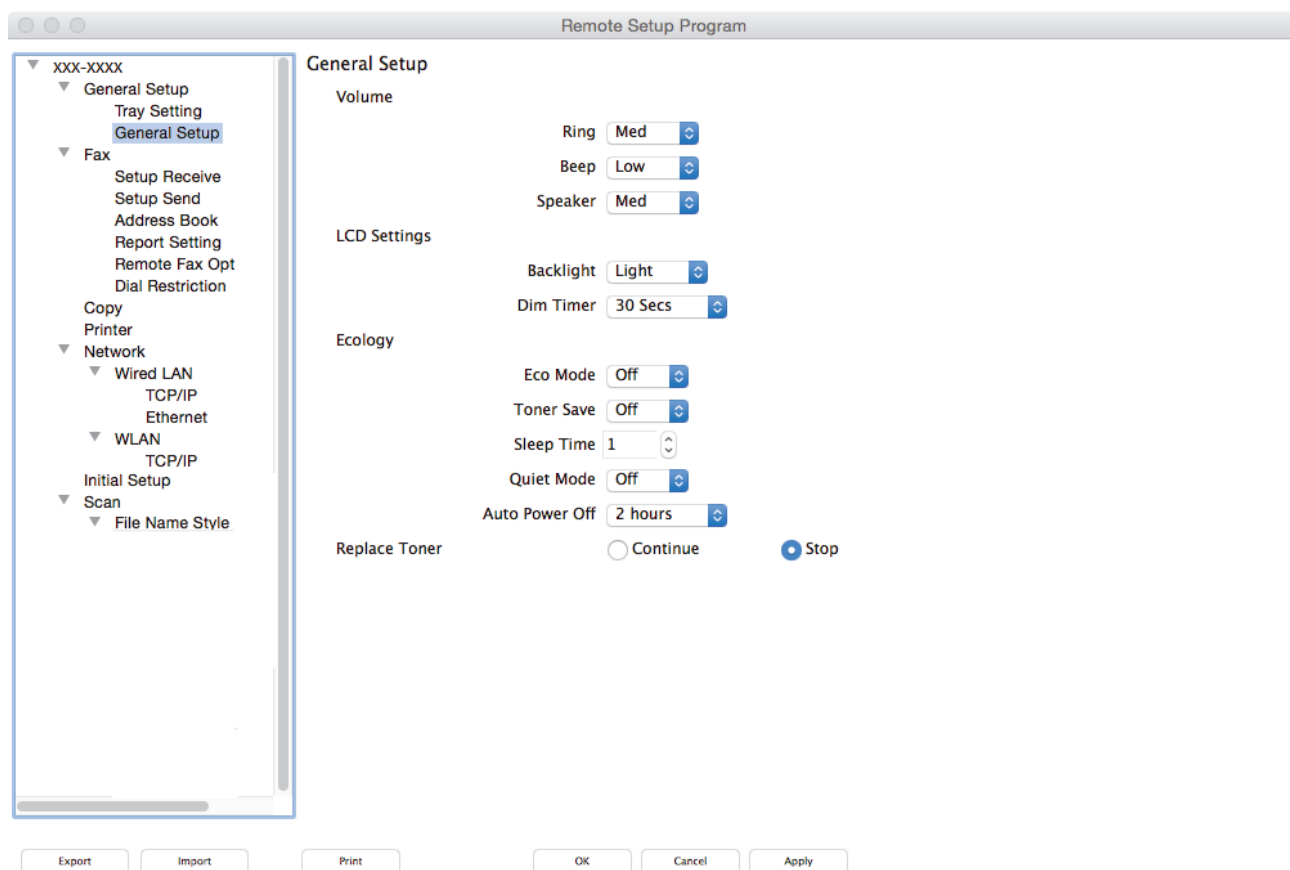 Remote Setup Program
XXX-XXXX
General Setup
Tray Setting
General Setup
Fax
Setup Receive
Setup Send
Address Book
Report Setting
Remote Fax Opt
Dial Restriction
Copy
Printer
Network
Wired LAN
TCP/IP
Ethernet
WLAN
TCP/IP
Initial Setup
Scan
File Name Style
General Setup
Volume
Ring Med
Beep Low
Speaker Med
LCD Settings
Backlight Light
Dim Timer 30 Secs
Ecology
Eco Mode Off
Toner Save Off
Sleep Time 1
Quiet Mode Off
Auto Power Off 2 hours
Replace Toner Continue Stop
Export Import Print OK Cancel Apply